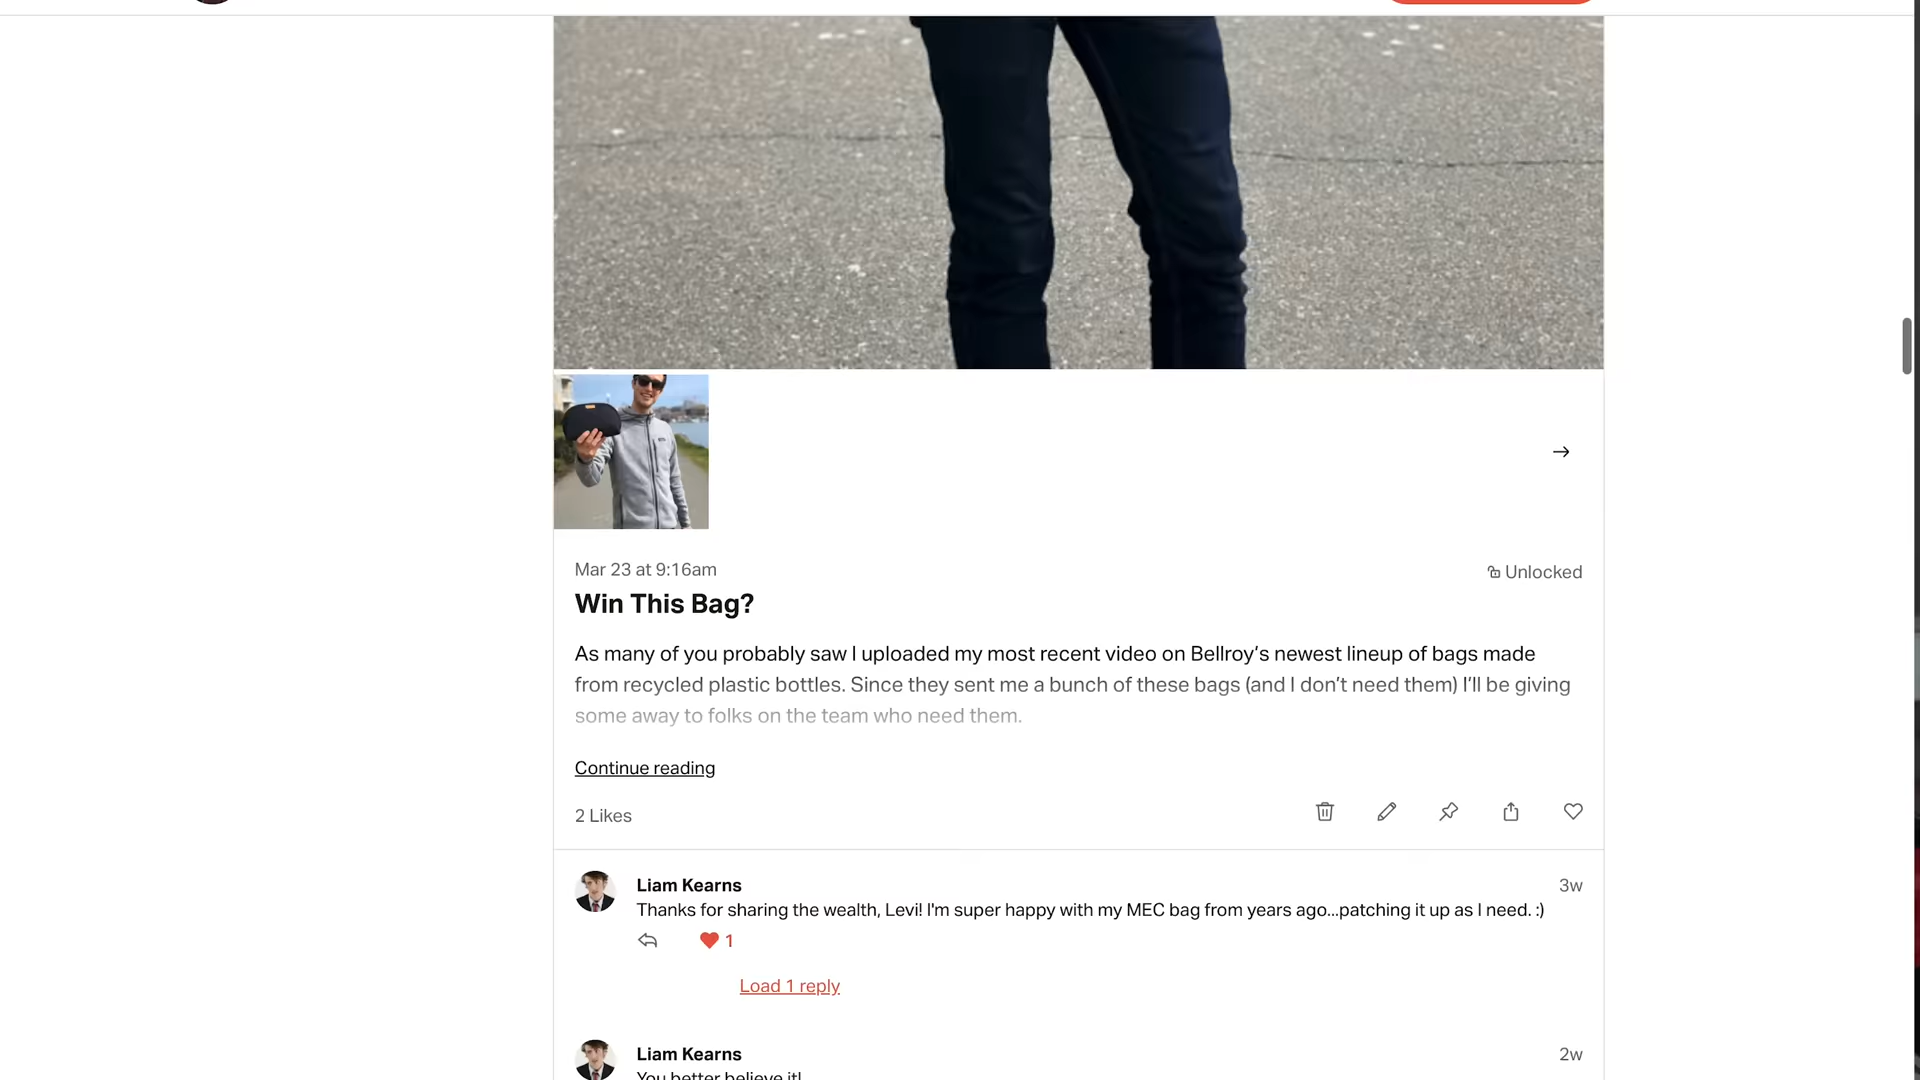 Mar 23 at 9:16am
Unlocked
Win This Bag?
As many of you probably saw I uploaded my most recent video on Bellroy’s newest lineup of bags made
from recycled plastic bottles. Since they sent me a bunch of these bags (and I don’t need them) I’ll be giving
some away to folks on the team who need them.
Continue reading
2 Likes
Liam Kearns
3w
Thanks for sharing the wealth, Levi! I'm super happy with my MEC bag from years ago...patching it up as I need. :)
1
Load 1 reply
Liam Kearns
2w
You better believe it!